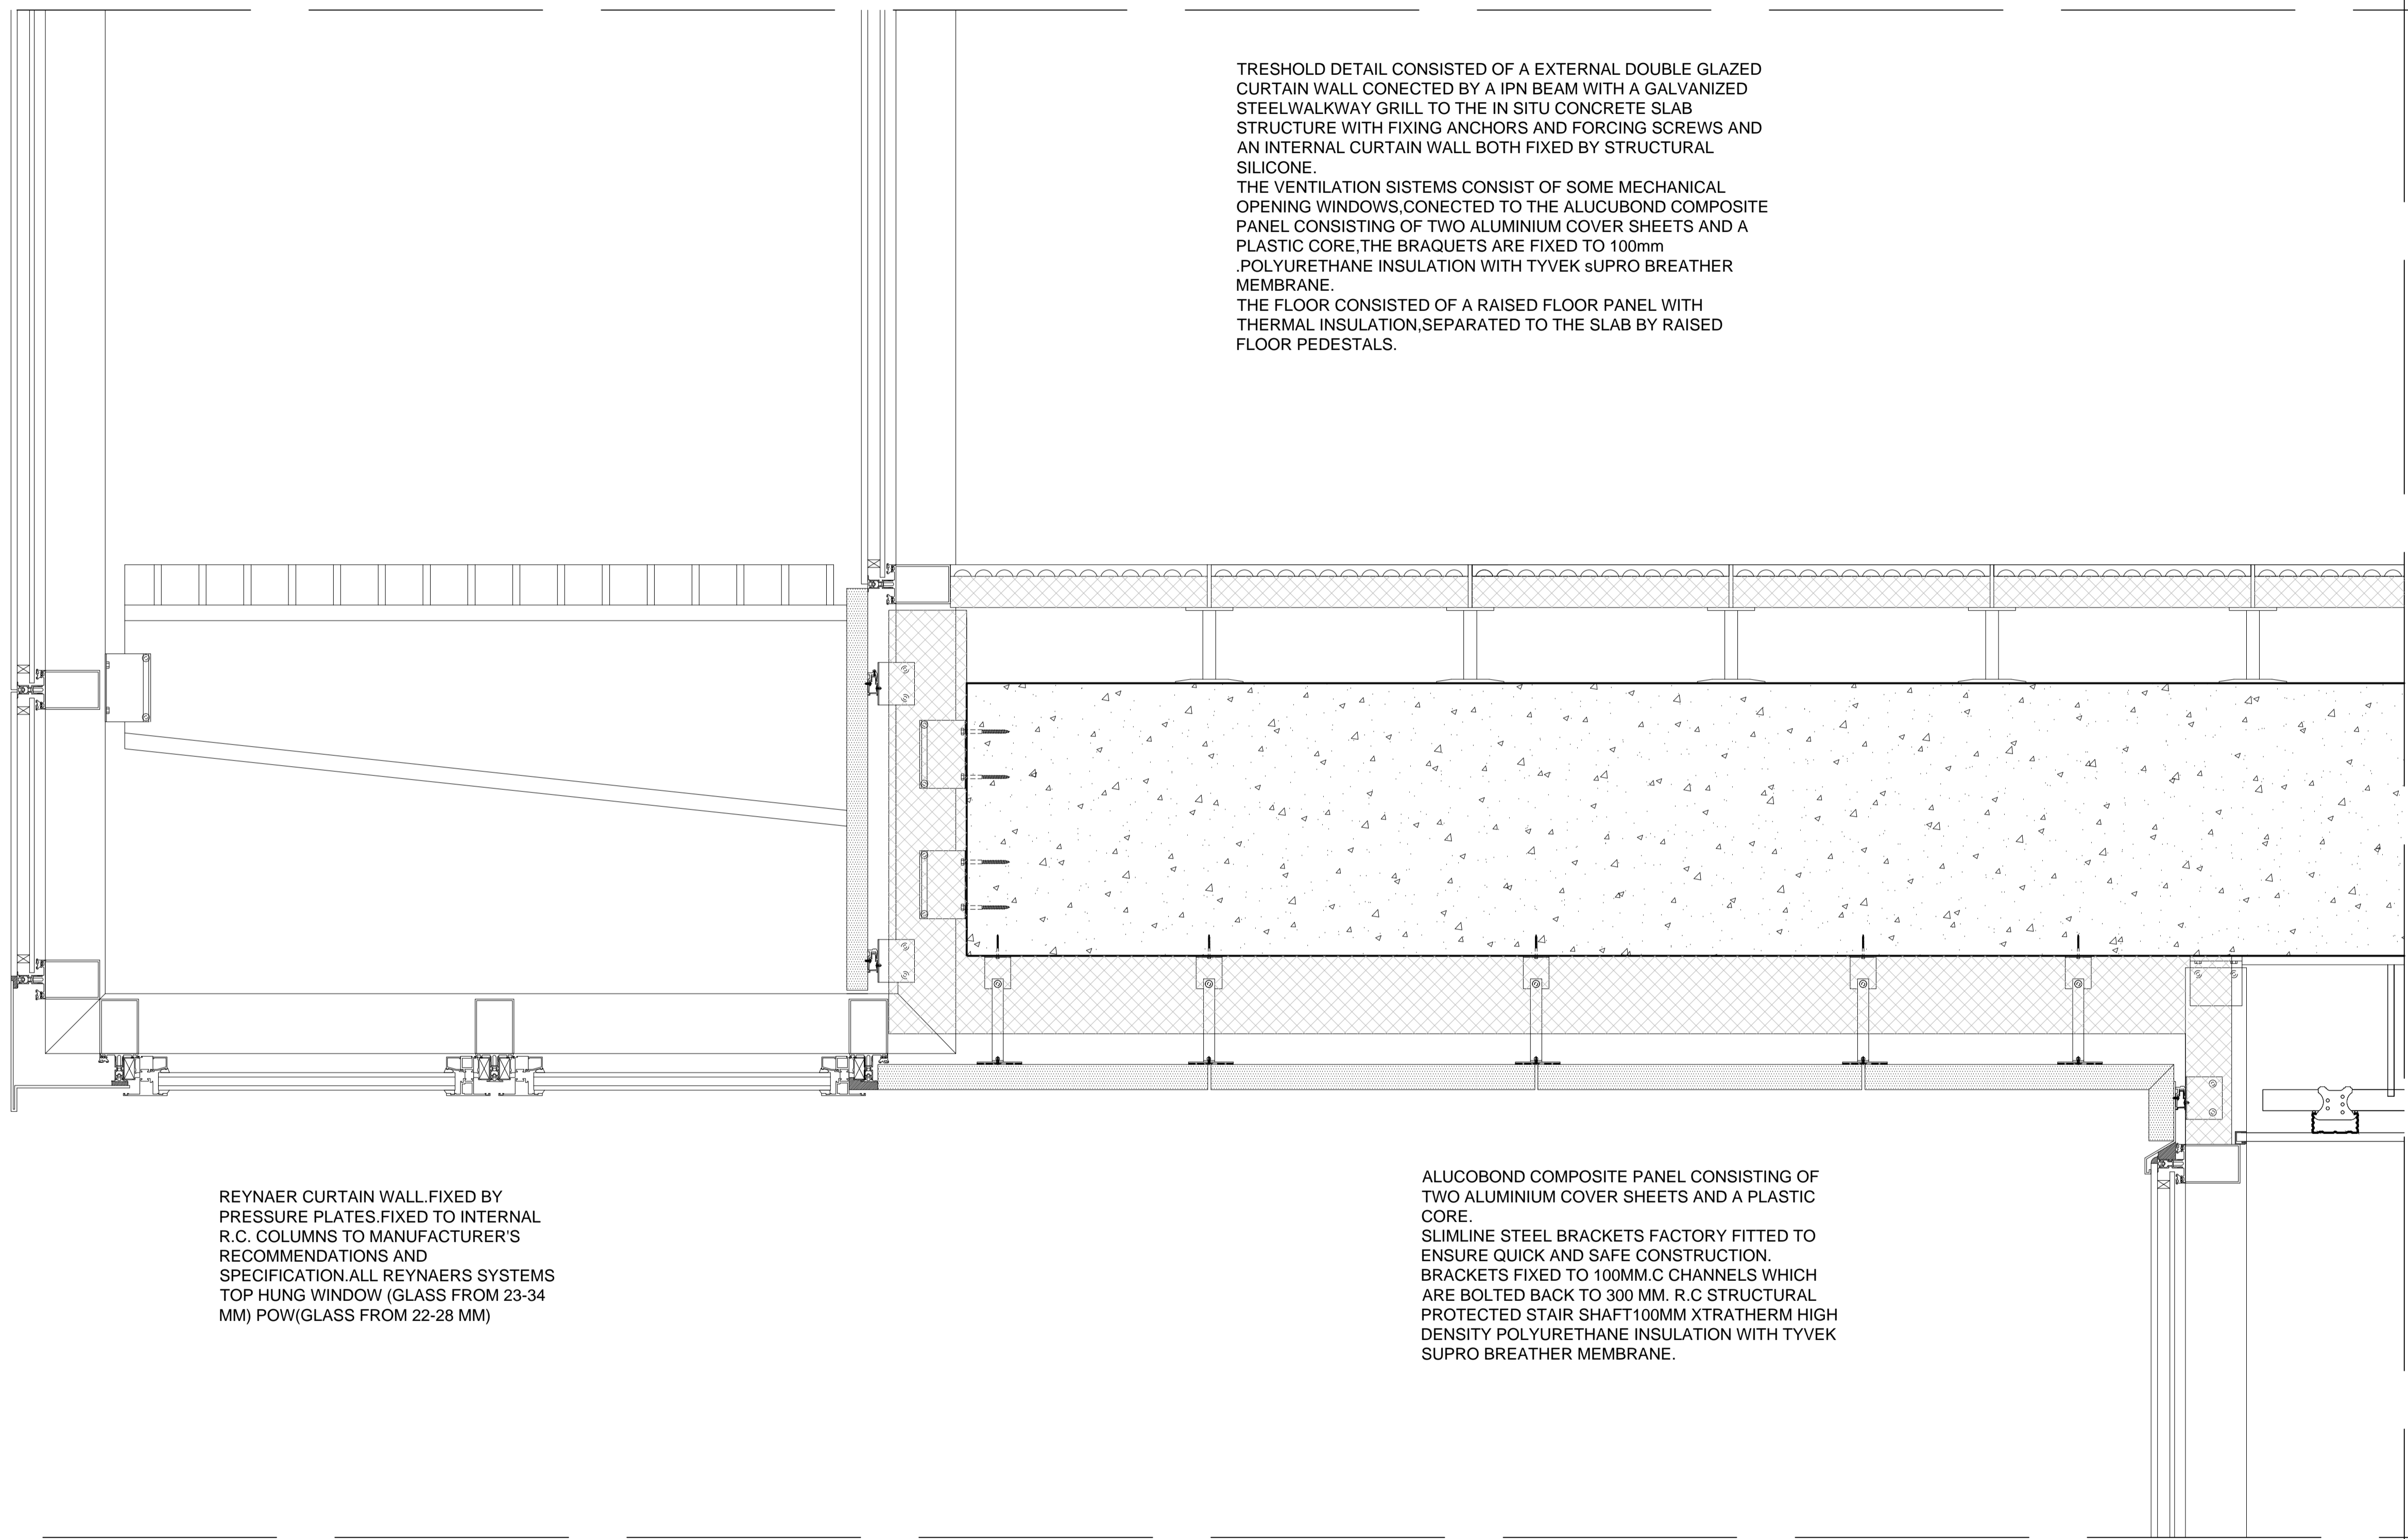 TRESHOLD DETAIL CONSISTED OF A EXTERNAL DOUBLE GLAZED
CURTAIN WALL CONECTED BY A IPN BEAM WITH A GALVANIZED
STEELWALKWAY GRILL TO THE IN SITU CONCRETE SLAB
STRUCTURE WITH FIXING ANCHORS AND FORCING SCREWS AND
AN INTERNAL CURTAIN WALL BOTH FIXED BY STRUCTURAL
SILICONE.
THE VENTILATION SISTEMS CONSIST OF SOME MECHANICAL
OPENING WINDOWS,CONECTED TO THE ALUCUBOND COMPOSITE
PANEL CONSISTING OF TWO ALUMINIUM COVER SHEETS AND A
PLASTIC CORE,THE BRAQUETS ARE FIXED TO 100mm
.POLYURETHANE INSULATION WITH TYVEK sUPRO BREATHER
MEMBRANE.
THE FLOOR CONSISTED OF A RAISED FLOOR PANEL WITH
THERMAL INSULATION,SEPARATED TO THE SLAB BY RAISED
FLOOR PEDESTALS.
REYNAER CURTAIN WALL.FIXED BY
PRESSURE PLATES.FIXED TO INTERNAL
R.C. COLUMNS TO MANUFACTURER'S
RECOMMENDATIONS AND
SPECIFICATION.ALL REYNAERS SYSTEMS
TOP HUNG WINDOW (GLASS FROM 23-34
MM) POW(GLASS FROM 22-28 MM)
ALUCOBOND COMPOSITE PANEL CONSISTING OF
TWO ALUMINIUM COVER SHEETS AND A PLASTIC
CORE.
SLIMLINE STEEL BRACKETS FACTORY FITTED TO
ENSURE QUICK AND SAFE CONSTRUCTION.
BRACKETS FIXED TO 100MM.C CHANNELS WHICH
ARE BOLTED BACK TO 300 MM. R.C STRUCTURAL
PROTECTED STAIR SHAFT100MM XTRATHERM HIGH
DENSITY POLYURETHANE INSULATION WITH TYVEK
SUPRO BREATHER MEMBRANE.